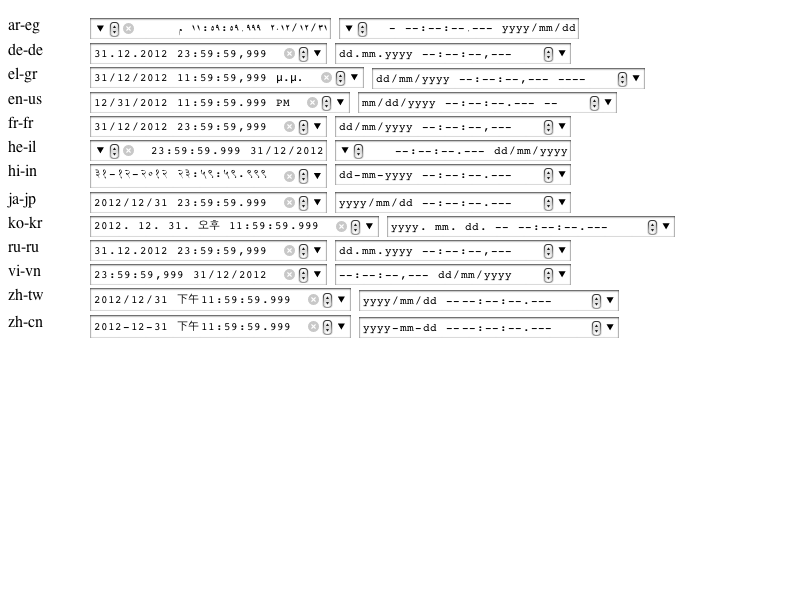 ar-eg م ١١:٥٩:٥٩.٩٩٩ ٢٠١٢/١٢/٣١ - --:--:--.--- yyyy/mm/dd
de-de 31.12.2012 23:59:59,999 dd.mm.yyyy --:--:--,---
el-gr 31/12/2012 11:59:59,999 μ.μ. dd/mm/yyyy --:--:--,--- ----
en-us 12/31/2012 11:59:59.999 PM mm/dd/yyyy --:--:--.--- --
fr-fr 31/12/2012 23:59:59,999 dd/mm/yyyy --:--:--,---
he-il 23:59:59.999 31/12/2012 --:--:--.--- dd/mm/yyyy
hi-in ३१-१२-२०१२ २३:५९:५९.९९९ dd-mm-yyyy --:--:--.---
ja-jp 2012/12/31 23:59:59.999 yyyy/mm/dd --:--:--.---
ko-kr 2012. 12. 31. 오후 11:59:59.999 yyyy. mm. dd. -- --:--:--.---
ru-ru 31.12.2012 23:59:59,999 dd.mm.yyyy --:--:--,---
vi-vn 23:59:59,999 31/12/2012 --:--:--,--- dd/mm/yyyy
zh-tw 2012/12/31 下午11:59:59.999 yyyy/mm/dd ----:--:--.---
zh-cn 2012-12-31 下午11:59:59.999 yyyy-mm-dd ----:--:--.---